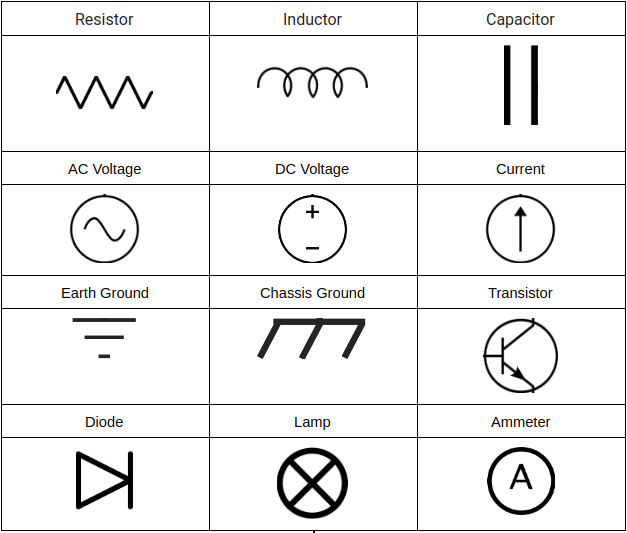 Resistor Inductor Capacitor
AC Voltage DC Voltage Current
+
−
Earth Ground Chassis Ground Transistor
Diode Lamp Ammeter
A